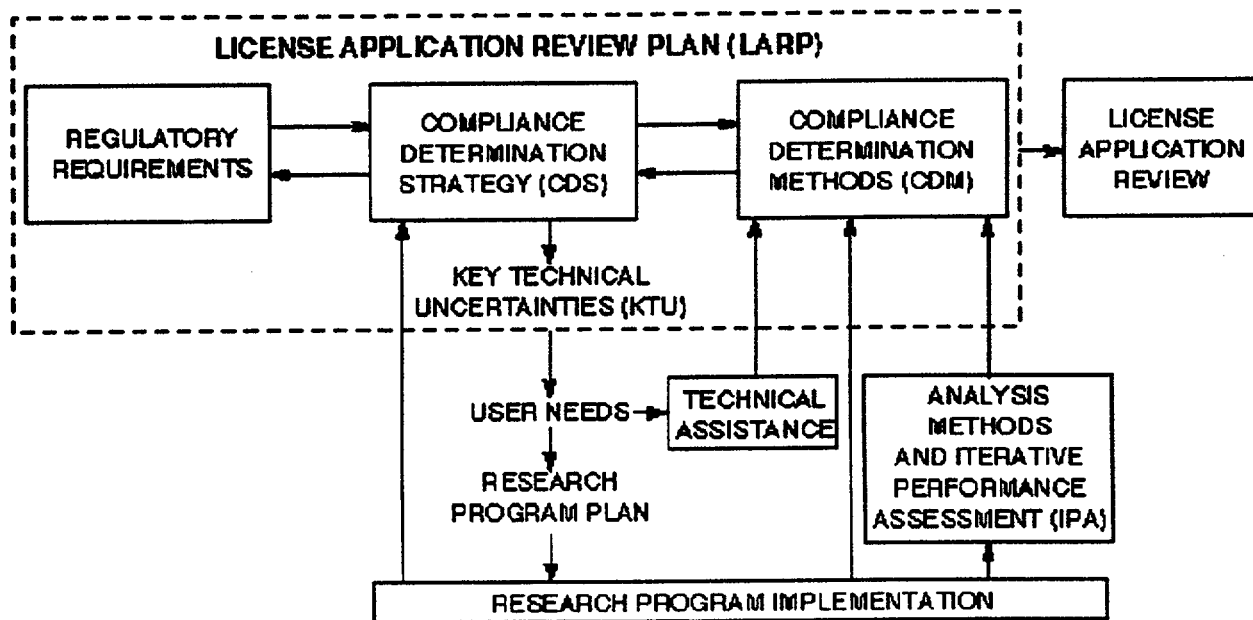 LICENSE APPLICATION REVIEW PLAN (LARP)
REGULATORY
REQUIREMENTS
COMPLIANCE
DETERMINATION
STRATEGY (CDS)
COMPLIANCE
DETERMINATION
METHODS (CDM)
LICENSE
APPLICATION
REVIEW
KEY TECHNICAL
UNCERTAINTIES (KTU)
USER NEEDS
TECHNICAL
ASSISTANCE
ANALYSIS
METHODS
AND ITERATIVE
PERFORMANCE
ASSESSMENT (IPA)
RESEARCH
PROGRAM PLAN
RESEARCH PROGRAM IMPLEMENTATION